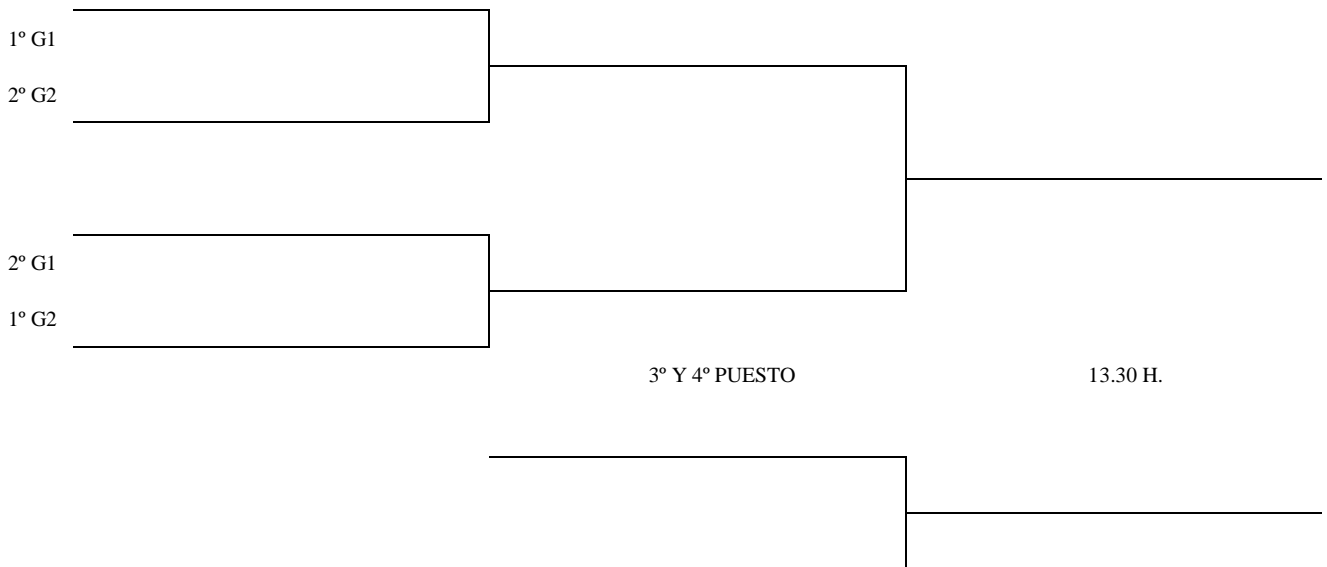 1º G1
2º G2
2º G1
1º G2
3º Y 4º PUESTO 13.30 H.